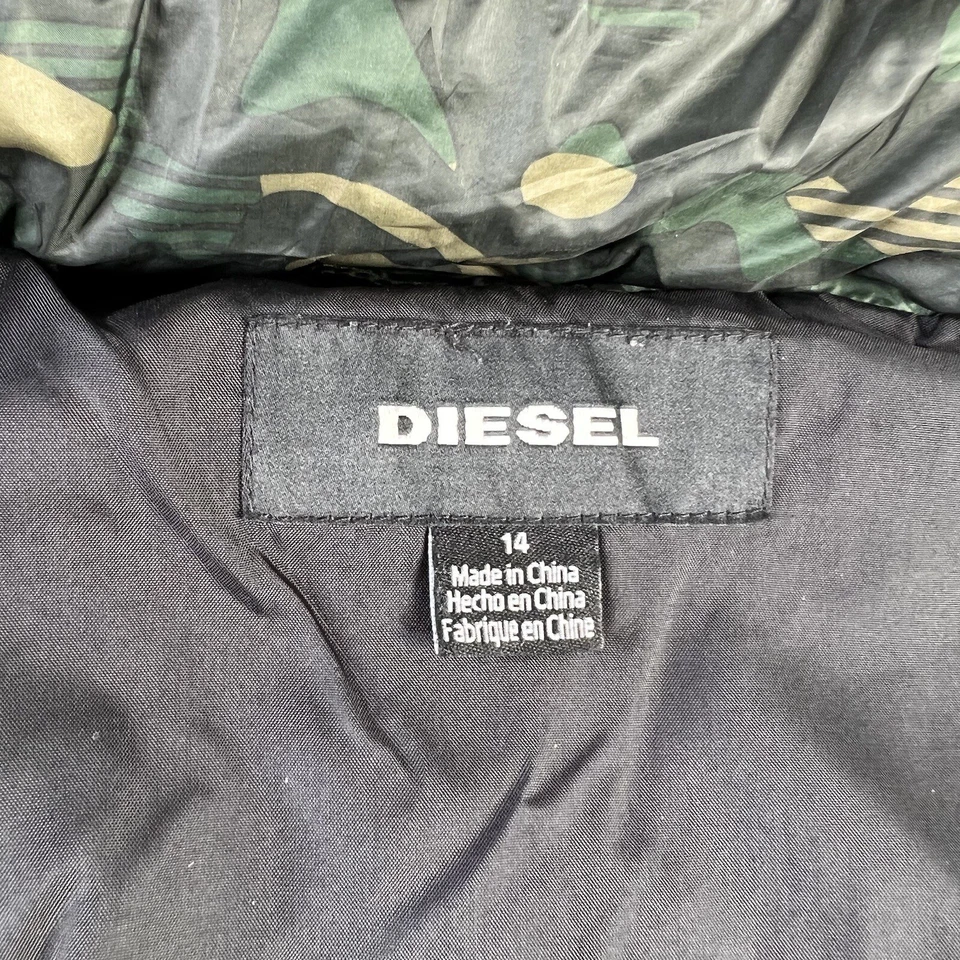 DIESEL
14
Made in China
Hecho en China
Fabrique en Chine